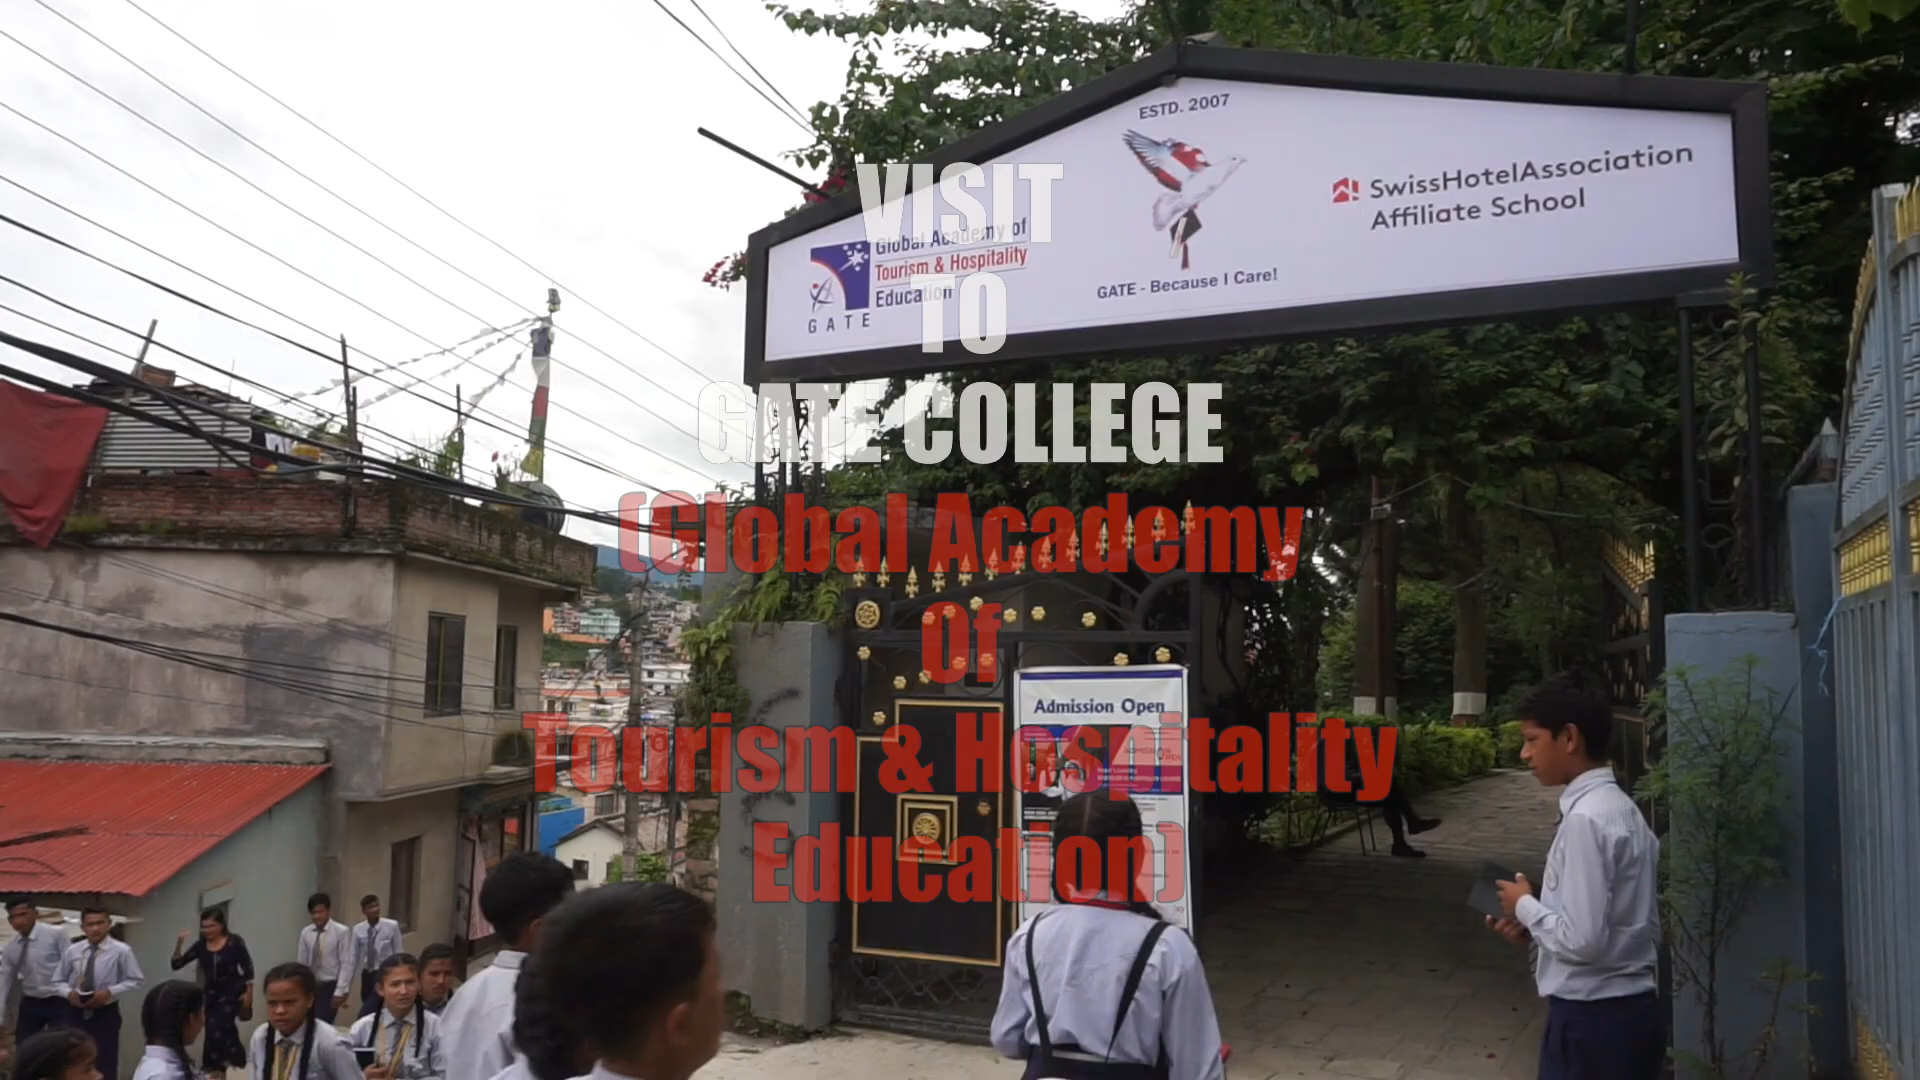 ESTD. 2007
SwissHotelAssociation
Affiliate School
Global Academy of
Tourism & Hospitality
Education
GATE
GATE - Because I Care!
VISIT
TO
GATE COLLEGE
(Global Academy
Of
Tourism & Hospitality
Education)
Admission Open